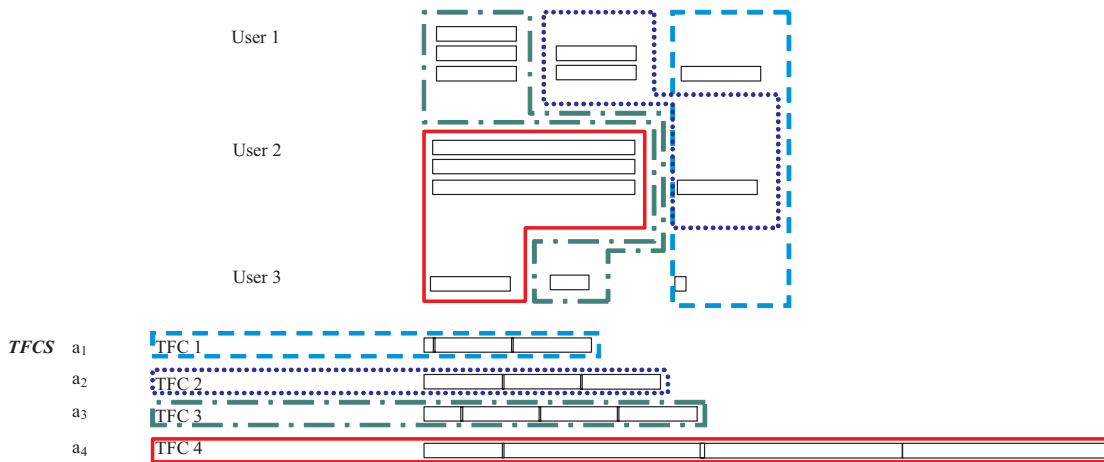 User 1
User 2
User 3
TFCS a1 TFC 1
a2 TFC 2
a3 TFC 3
a4 TFC 4